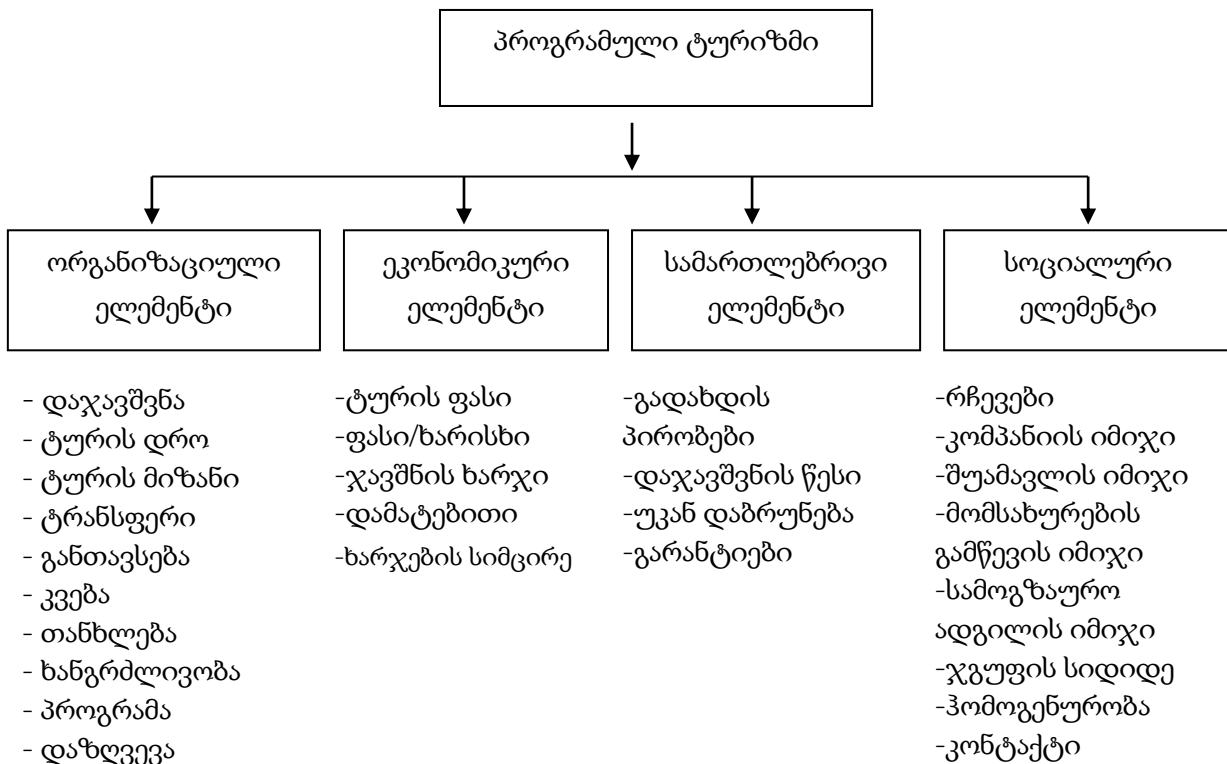 პროგრამული ტურიზმი
ორგანიზაციული
ელემენტი
ეკონომიკური
ელემენტი
სამართლებრივი
ელემენტი
სოციალური
ელემენტი
- დაჯავშვნა
- ტურის დრო
- ტურის მიზანი
- ტრანსფერი
- განთავსება
- კვება
- თანხლება
- ხანგრძლივობა
- პროგრამა
- დაზღვევა
-ტურის ფასი
-ფასი/ხარისხი
-ჯავშნის ხარჯი
-დამატებითი
-ხარჯების სიმცირე
-გადახდის
პირობები
-დაჯავშვნის წესი
-უკან დაბრუნება
-გარანტიები
-რჩევები
-კომპანიის იმიჯი
-შუამავლის იმიჯი
-მომსახურების
გამწევის იმიჯი
-სამოგზაურო
ადგილის იმიჯი
-ჯგუფის სიდიდე
-ჰომოგენურობა
-კონტაქტი